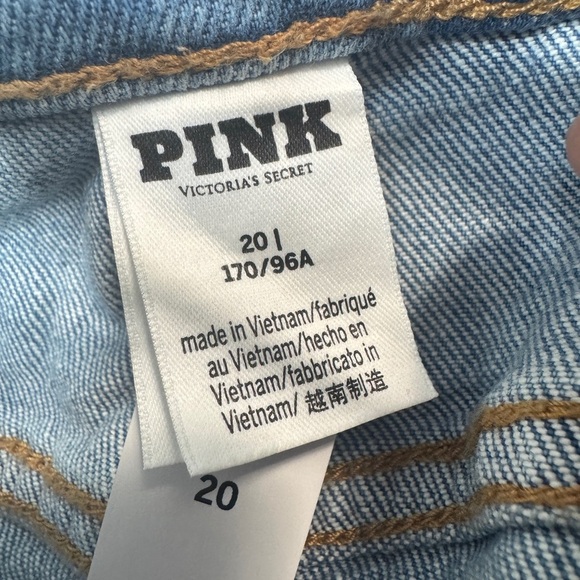 PINK
VICTORIA'S SECRET
20 |
170/96A
made in Vietnam/fabriqué
au Vietnam/hecho en
Vietnam/fabbricato in
Vietnam/ 越南制造
20